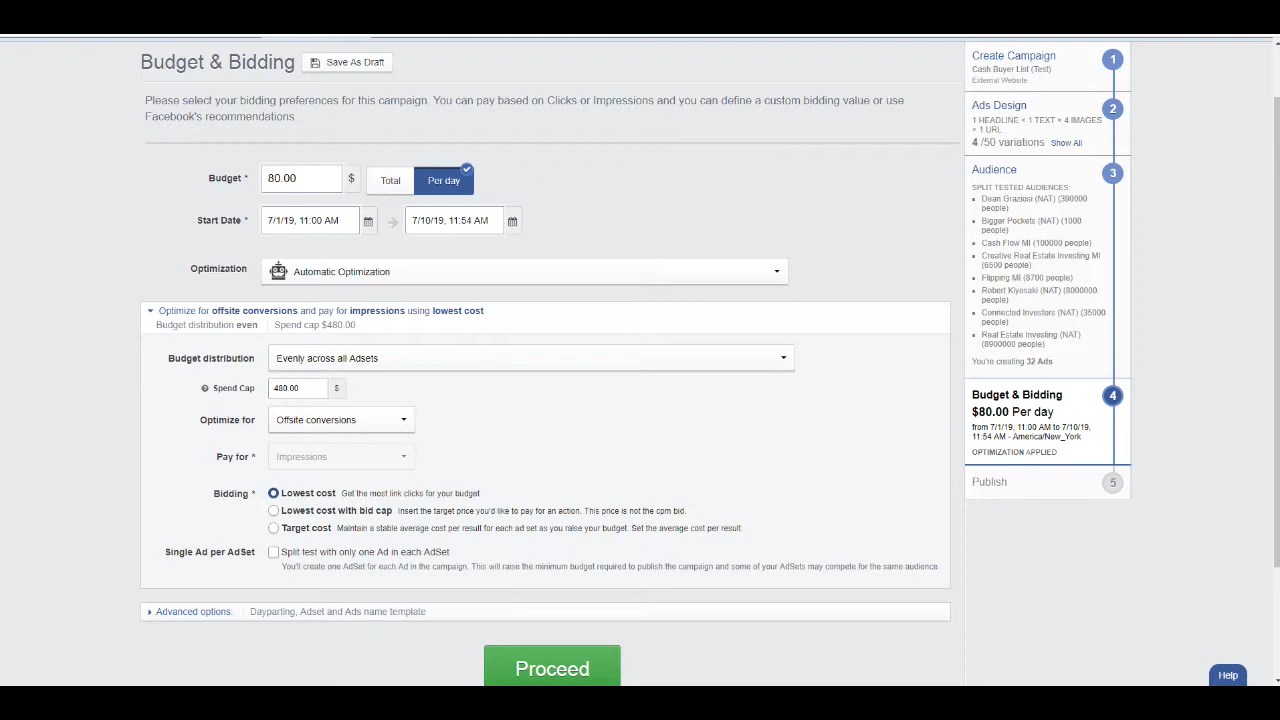 Budget & Bidding
Save As Draft
Please select your bidding preferences for this campaign. You can pay based on Clicks or Impressions and you can define a custom bidding value or use
Facebook's recommendations.
Budget * 80.00 $ Total Per day
Start Date * 7/1/19, 11:00 AM 7/10/19, 11:54 AM
Optimization Automatic Optimization
Optimize for offsite conversions and pay for impressions using lowest cost
Budget distribution even Spend cap $480.00
Budget distribution Evenly across all Adsets
Spend Cap 480.00 $
Optimize for Offsite conversions
Pay for * Impressions
Bidding * Lowest cost Get the most link clicks for your budget
Lowest cost with bid cap Insert the target price you'd like to pay for an action. This price is not the cpm bid.
Target cost Maintain a stable average cost per result for each ad set as you raise your budget. Set the average cost per result.
Single Ad per AdSet Split test with only one Ad in each AdSet
You'll create one AdSet for each Ad in the campaign. This will raise the minimum budget required to publish the campaign and some of your AdSets may compete for the same audience.
Advanced options: Dayparting, Adset and Ads name template
Proceed
Create Campaign 1
Cash Buyer List (Test)
External Website
Ads Design 2
1 HEADLINE × 1 TEXT × 4 IMAGES
× 1 URL
4 /50 variations Show All
Audience 3
SPLIT TESTED AUDIENCES:
Dean Graziosi (NAT) (390000
people)
Bigger Pockets (NAT) (1000
people)
Cash Flow MI (100000 people)
Creative Real Estate Investing MI
(6500 people)
Flipping MI (8700 people)
Robert Kiyosaki (NAT) (8000000
people)
Connected Investors (NAT) (35000
people)
Real Estate Investing (NAT)
(8900000 people)
You're creating 32 Ads
Budget & Bidding 4
$80.00 Per day
from 7/1/19, 11:00 AM to 7/10/19,
11:54 AM - America/New_York
OPTIMIZATION APPLIED
Publish 5
Help